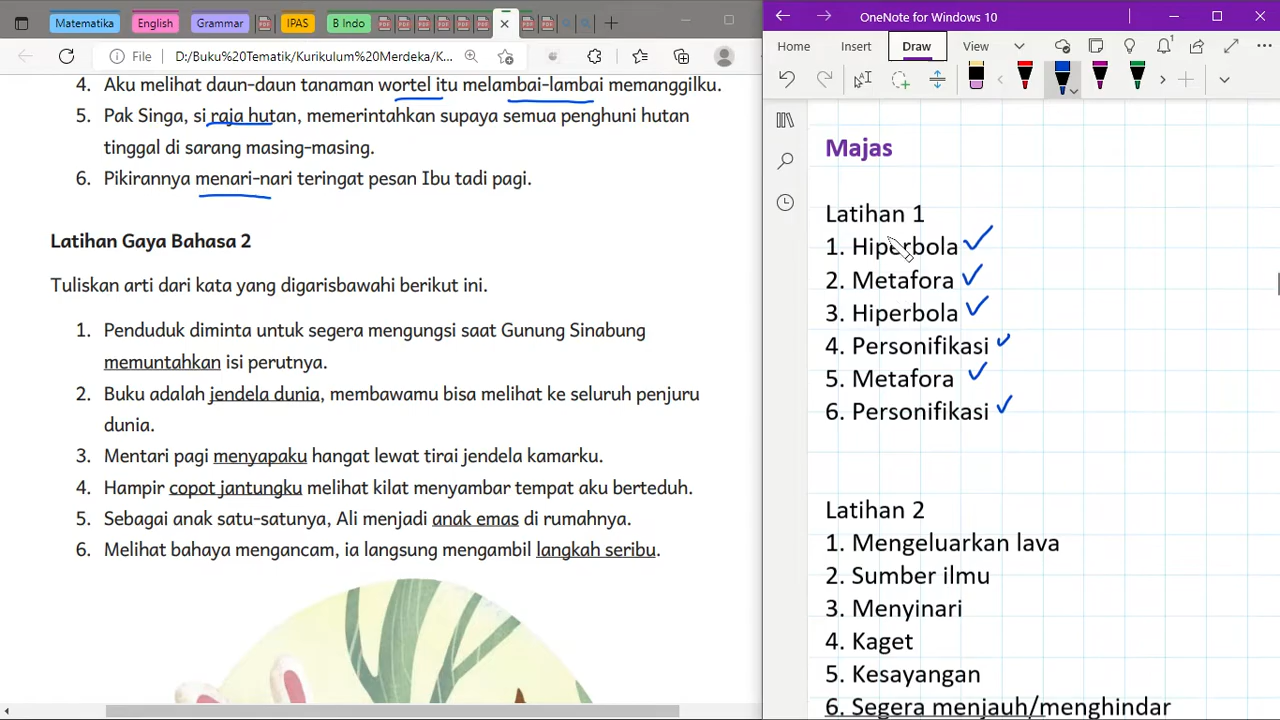 Matematika English Grammar IPAS B Indo
File D:/Buku%20Tematik/Kurikulum%20Merdeka/K...
4. Aku melihat daun-daun tanaman wortel itu melambai-lambai memanggilku.
5. Pak Singa, si raja hutan, memerintahkan supaya semua penghuni hutan
tinggal di sarang masing-masing.
6. Pikirannya menari-nari teringat pesan Ibu tadi pagi.
Latihan Gaya Bahasa 2
Tuliskan arti dari kata yang digarisbawahi berikut ini.
1. Penduduk diminta untuk segera mengungsi saat Gunung Sinabung
memuntahkan isi perutnya.
2. Buku adalah jendela dunia, membawamu bisa melihat ke seluruh penjuru
dunia.
3. Mentari pagi menyapaku hangat lewat tirai jendela kamarku.
4. Hampir copot jantungku melihat kilat menyambar tempat aku berteduh.
5. Sebagai anak satu-satunya, Ali menjadi anak emas di rumahnya.
6. Melihat bahaya mengancam, ia langsung mengambil langkah seribu.
OneNote for Windows 10
Home Insert Draw View
Majas
Latihan 1
1. Hiperbola
2. Metafora
3. Hiperbola
4. Personifikasi
5. Metafora
6. Personifikasi
Latihan 2
1. Mengeluarkan lava
2. Sumber ilmu
3. Menyinari
4. Kaget
5. Kesayangan
6. Segera menjauh/menghindar